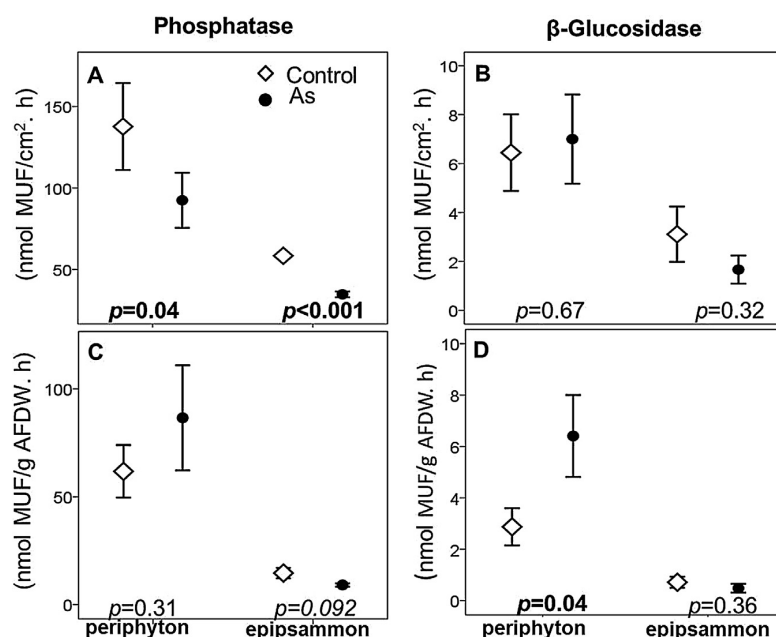 Phosphatase
β-Glucosidase
A
Control
As
(nmol MUF/cm². h)
150
100
50
p=0.04
p<0.001
B
(nmol MUF/cm². h)
10
8
6
4
2
0
p=0.67
p=0.32
C
(nmol MUF/g AFDW. h)
100
50
0
p=0.31
p=0.092
periphyton
epipsammon
D
(nmol MUF/g AFDW. h)
10
8
6
4
2
0
p=0.04
p=0.36
periphyton
epipsammon